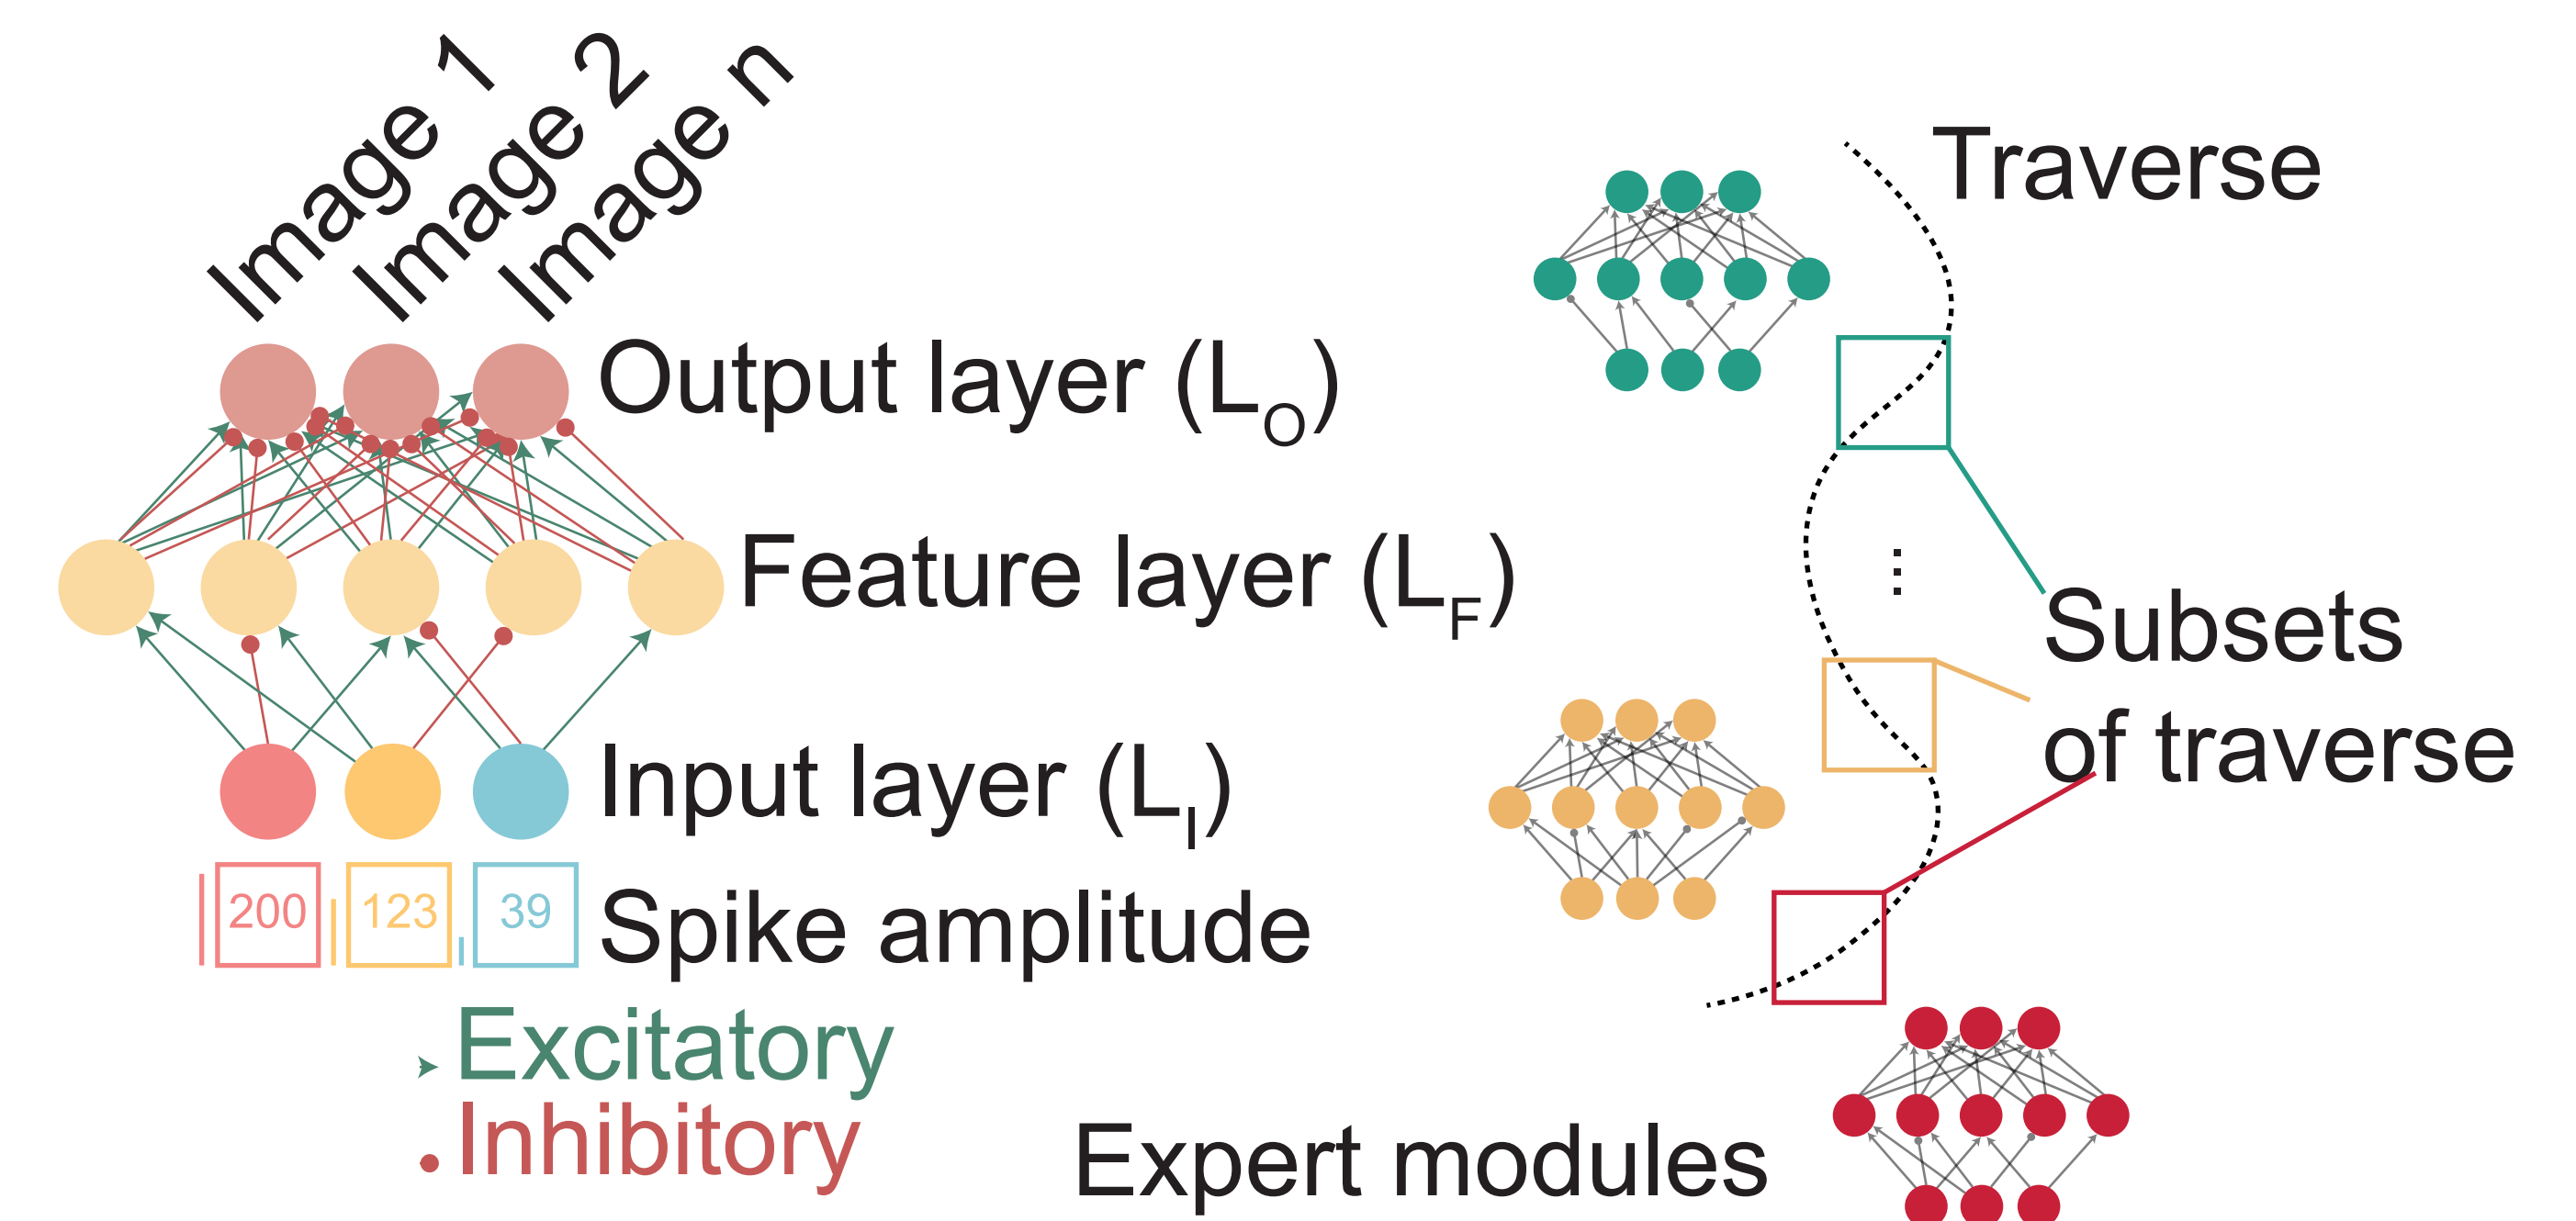 Image 1
Image 2
Image n
Output layer (LO)
Feature layer (LF)
Input layer (LI)
200 123 39
Spike amplitude
Excitatory
Inhibitory
Traverse
⋮
Subsets
of traverse
Expert modules